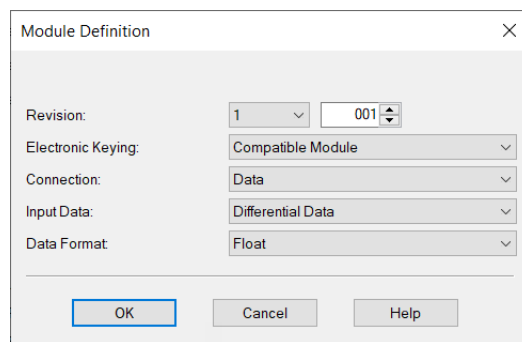 Module Definition
Revision: 1 001
Electronic Keying: Compatible Module
Connection: Data
Input Data: Differential Data
Data Format: Float
OK Cancel Help